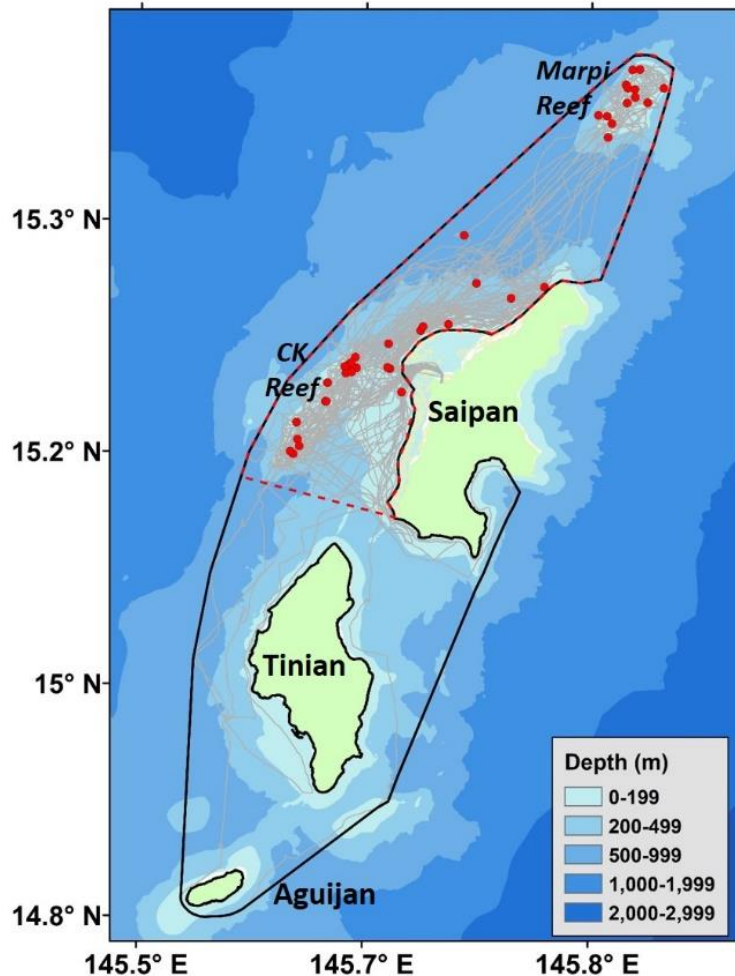 Marpi
Reef
15.3° N
CK
Reef
Saipan
15.2° N
Tinian
15° N
Depth (m)
0-199
200-499
500-999
1,000-1,999
2,000-2,999
Aguijan
14.8° N
145.5° E
145.7° E
145.8° E